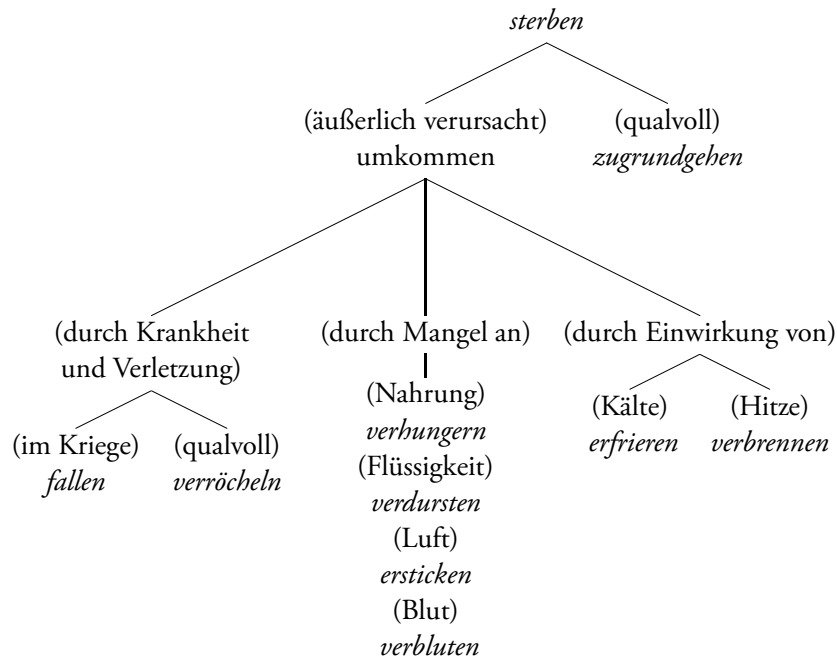 sterben
(äußerlich verursacht)
umkommen
(qualvoll)
zugrundgehen
(durch Krankheit
und Verletzung)
(im Kriege)
fallen
(qualvoll)
verröcheln
(durch Mangel an)
(Nahrung)
verhungern
(Flüssigkeit)
verdursten
(Luft)
ersticken
(Blut)
verbluten
(durch Einwirkung von)
(Kälte)
erfrieren
(Hitze)
verbrennen